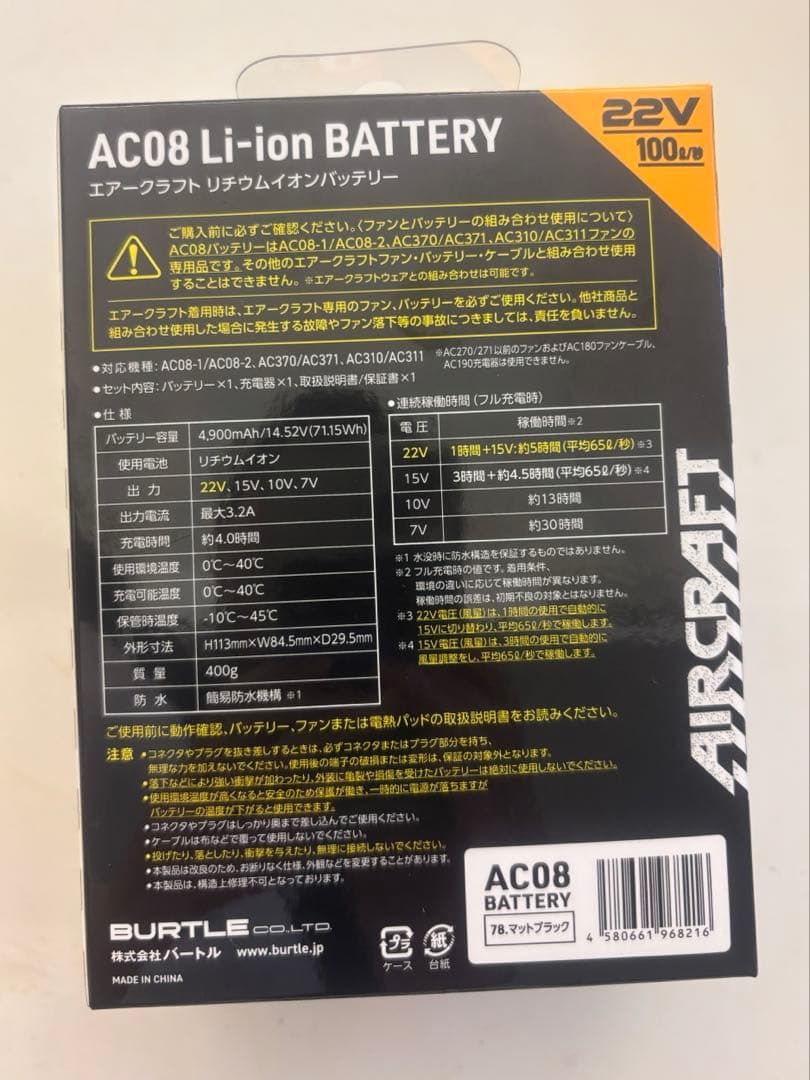 AC08 Li-ion BATTERY
エアークラフト リチウムイオンバッテリー
22V
100ℓ/秒
ご購入前に必ずご確認ください。〈ファンとバッテリーの組み合わせ使用について〉
AC08バッテリーはAC08-1/AC08-2、AC370/AC371、AC310/AC311ファンの
専用品です。その他のエアークラフトファン・バッテリー・ケーブルと組み合わせ使用
することはできません。※エアークラフトウェアとの組み合わせは可能です。
エアークラフト着用時は、エアークラフト専用のファン、バッテリーを必ずご使用ください。他社商品と
組み合わせ使用した場合に発生する故障やファン落下等の事故につきましては、責任を負いません。
●対応機種：AC08-1/AC08-2、AC370/AC371、AC310/AC311 ※AC270/271以前のファンおよびAC180ファンケーブル、
AC190充電器は使用できません。
●セット内容：バッテリー×1、充電器×1、取扱説明書/保証書×1
●仕様
バッテリー容量 4,900mAh/14.52V(71.15Wh)
使用電池 リチウムイオン
出力 22V、15V、10V、7V
出力電流 最大3.2A
充電時間 約4.0時間
使用環境温度 0℃～40℃
充電可能温度 0℃～40℃
保管時温度 -10℃～45℃
外形寸法 H113mm×W84.5mm×D29.5mm
質量 400g
防水 簡易防水機構 ※1
●連続稼働時間（フル充電時）
電圧 稼働時間※2
22V 1時間＋15V：約5時間（平均65ℓ/秒）※3
15V 3時間＋約4.5時間（平均65ℓ/秒）※4
10V 約13時間
7V 約30時間
※1 水没時に防水構造を保証するものではありません。
※2 フル充電時の値です。着用条件、
環境の違いに応じて稼働時間が異なります。
稼働時間の誤差は、初期不良の対象とはなりません。
※3 22V電圧（風量）は、1時間の使用で自動的に
15Vに切り替わり、平均65ℓ/秒で稼働します。
※4 15V電圧（風量）は、3時間の使用で自動的に
風量調整をし、平均65ℓ/秒で稼働します。
AIRCRAFT
ご使用前に動作確認、バッテリー、ファンまたは電熱パッドの取扱説明書をお読みください。
注意 ●コネクタやプラグを抜き差しするときは、必ずコネクタまたはプラグ部分を持ち、
無理な力を加えないでください。使用後の端子の破損または変形は、保証の対象外となります。
●落下などにより強い衝撃が加わったり、外装に亀裂や損傷を受けたバッテリーは絶対に使用しないでください。
●使用環境温度が高くなると安全のため保護が働き、一時的に電源が落ちますが
バッテリーの温度が下がると使用できます。
●コネクタやプラグはしっかり奥まで差し込んでご使用ください。
●ケーブルは布などで覆って使用しないでください。
●投げたり、落としたり、衝撃を与えたり、無理に接続しないでください。
●本製品は改良のため、お断りなく仕様、外観などを変更することがあります。
●本製品は、構造上修理不可となっております。
BURTLE CO.,LTD.
株式会社バートル www.burtle.jp
MADE IN CHINA
プラ
ケース
紙
台紙
AC08
BATTERY
78.マットブラック
4 580661 968216